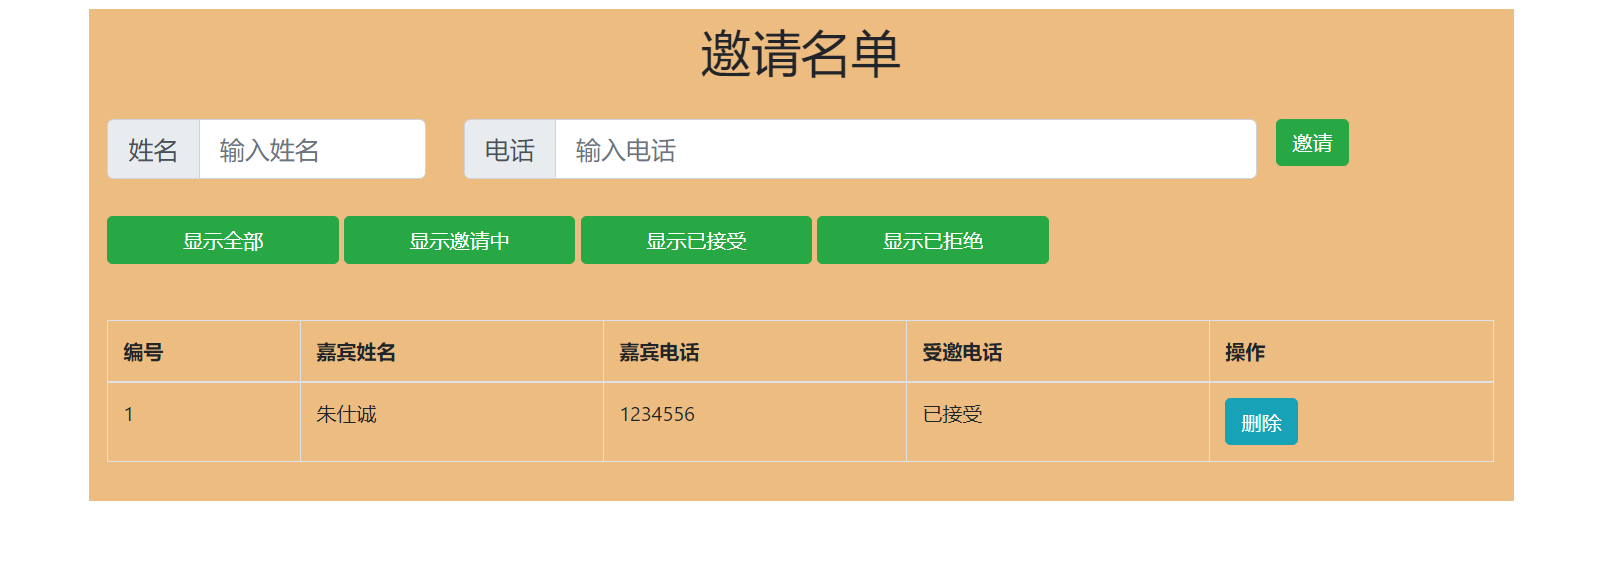 邀请名单
姓名 输入姓名 电话 输入电话 邀请
显示全部 显示邀请中 显示已接受 显示已拒绝
编号 嘉宾姓名 嘉宾电话 受邀电话 操作
1 朱仕诚 1234556 已接受 删除